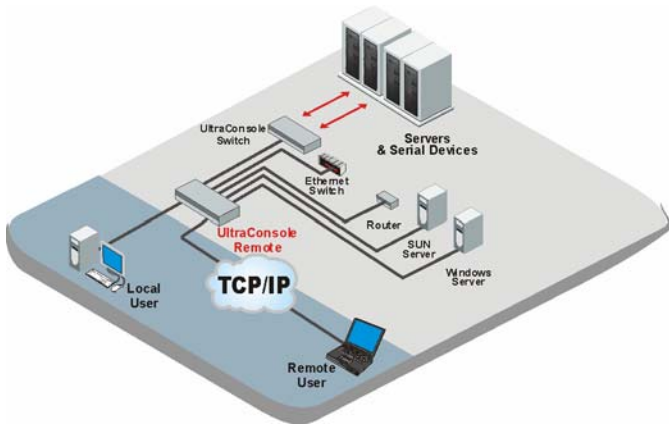 UltraConsole
Switch
Servers
& Serial Devices
Ethernet
Switch
Router
UltraConsole
Remote
SUN
Server
Windows
Server
TCP/IP
Local
User
Remote
User